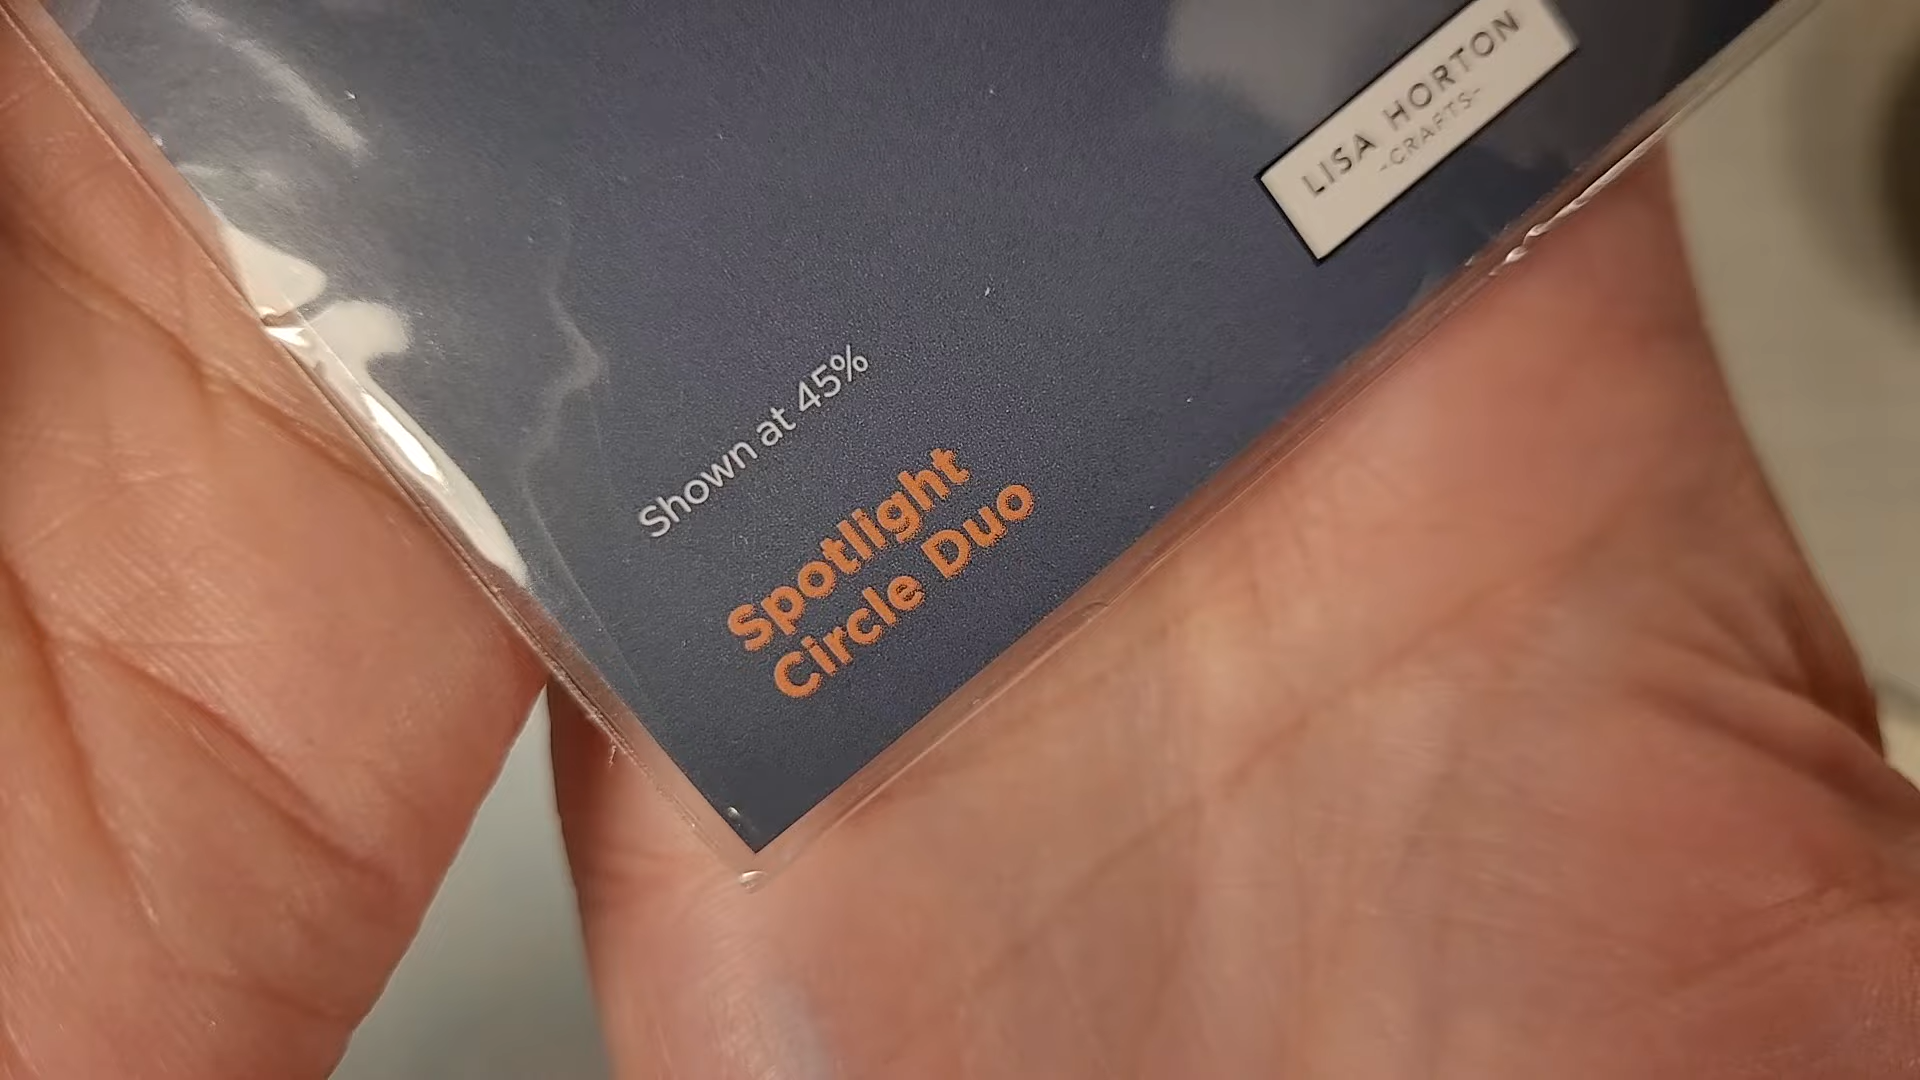 LISA HORTON
-CRAFTS-
Shown at 45%
Spotlight
Circle Duo